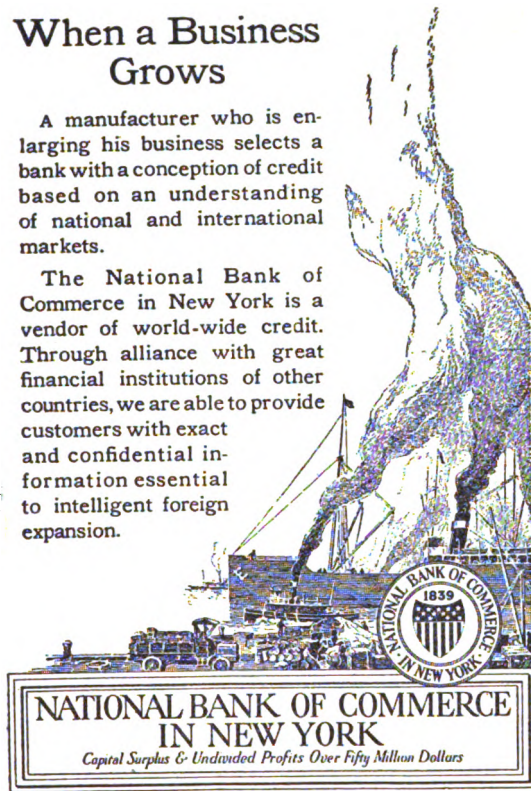 When a Business
Grows
A manufacturer who is en-
larging his business selects a
bank with a conception of credit
based on an understanding
of national and international
markets.
The National Bank of
Commerce in New York is a
vendor of world-wide credit.
Through alliance with great
financial institutions of other
countries, we are able to provide
customers with exact
and confidential in-
formation essential
to intelligent foreign
expansion.
NATIONAL BANK OF COMMERCE
IN NEW YORK
1839
NATIONAL BANK OF COMMERCE
IN NEW YORK
Capital Surplus & Undivided Profits Over Fifty Million Dollars